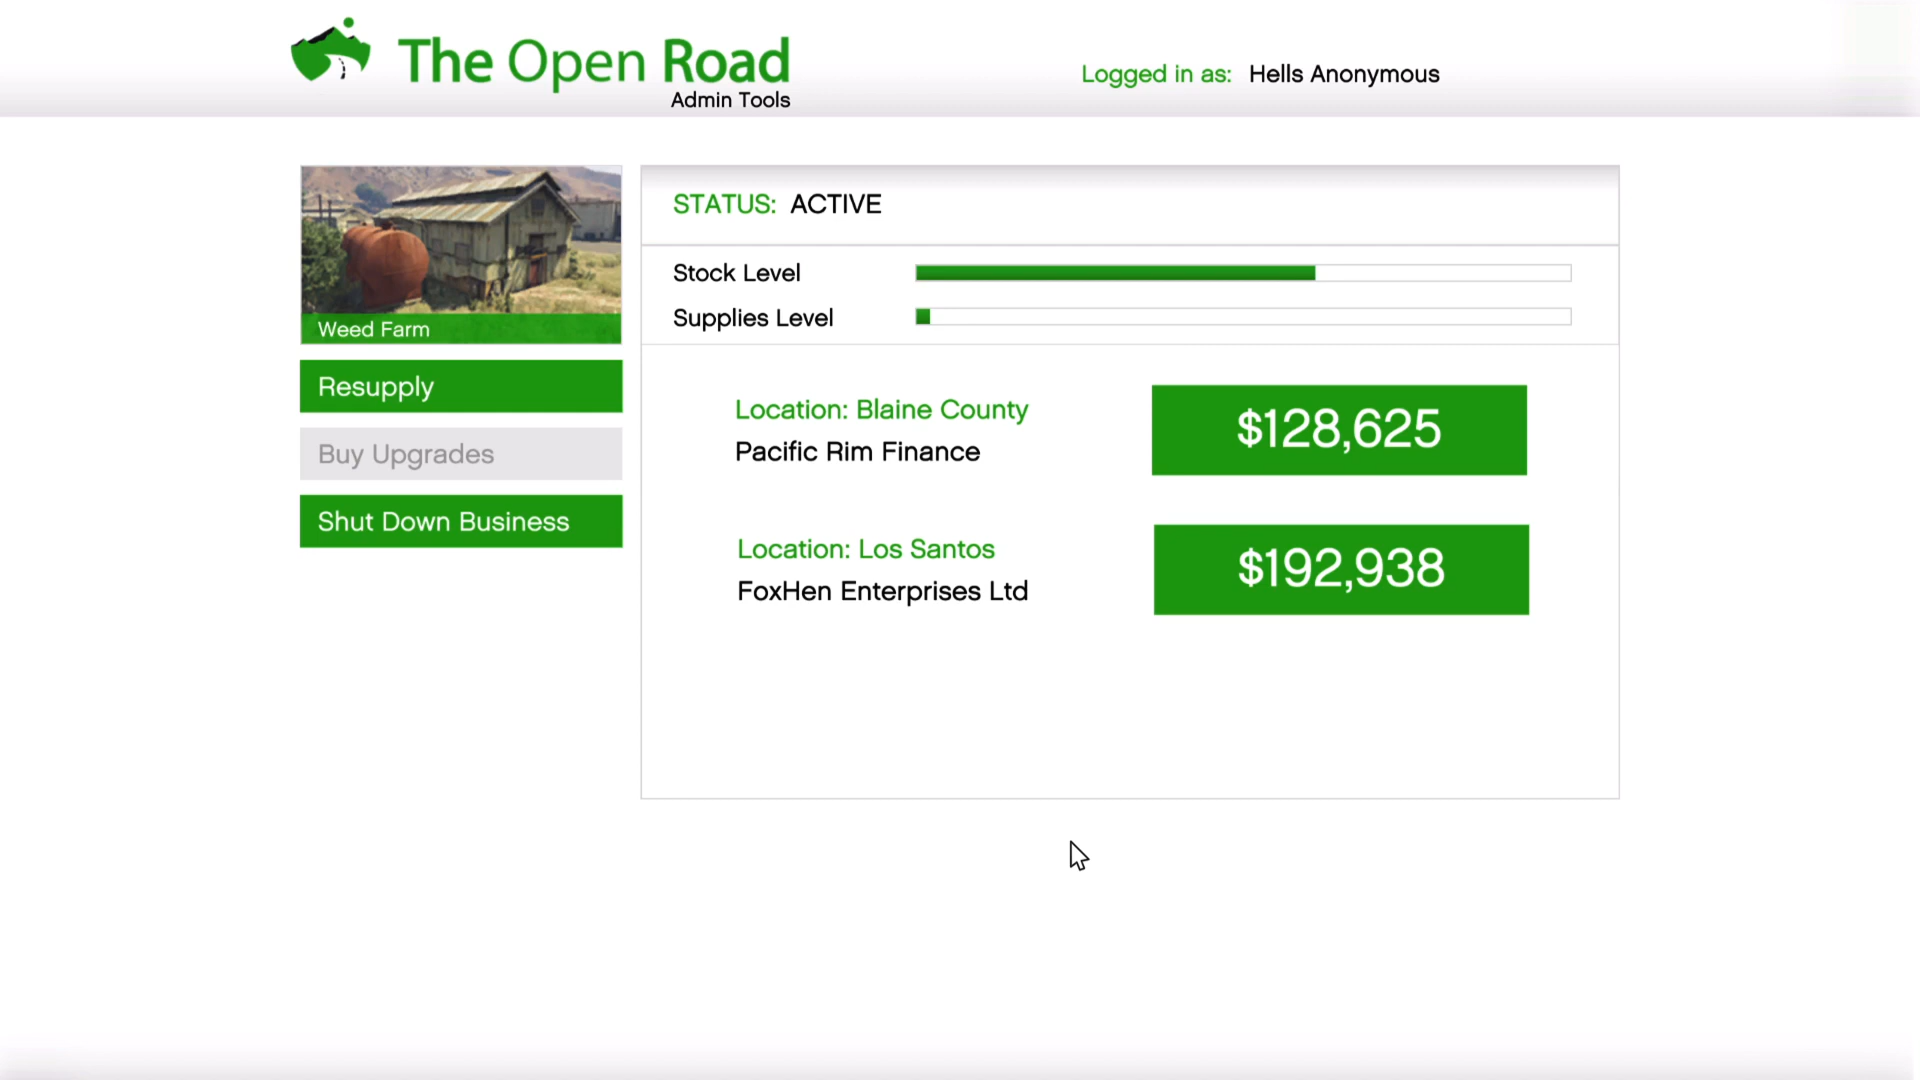 The Open Road
Admin Tools
Logged in as: Hells Anonymous
Weed Farm
Resupply
Buy Upgrades
Shut Down Business
STATUS: ACTIVE
Stock Level
Supplies Level
Location: Blaine County
Pacific Rim Finance
$128,625
Location: Los Santos
FoxHen Enterprises Ltd
$192,938